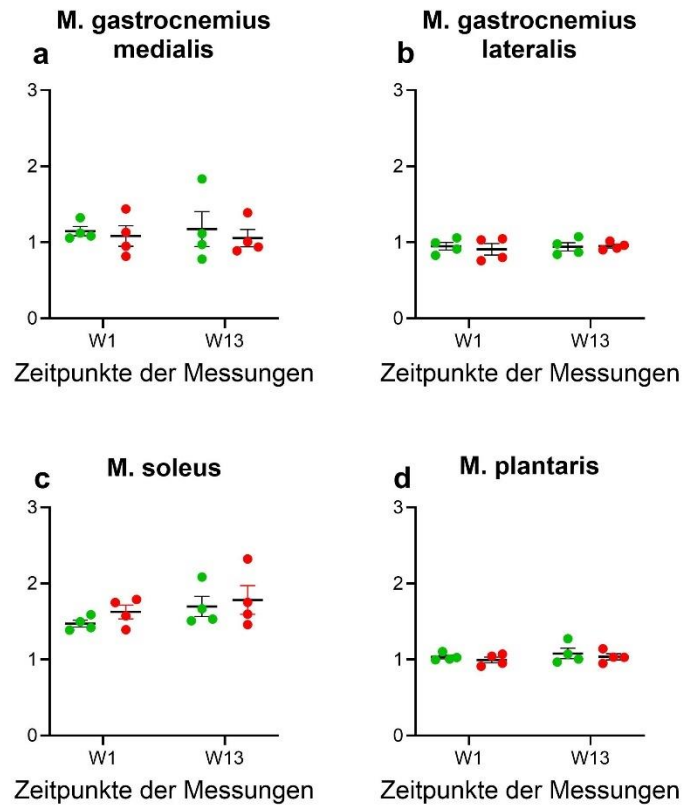 M. gastrocnemius
medialis
a
3
2
1
0
W1 W13
Zeitpunkte der Messungen
M. gastrocnemius
lateralis
b
3
2
1
0
W1 W13
Zeitpunkte der Messungen
M. soleus
c
3
2
1
0
W1 W13
Zeitpunkte der Messungen
M. plantaris
d
3
2
1
0
W1 W13
Zeitpunkte der Messungen